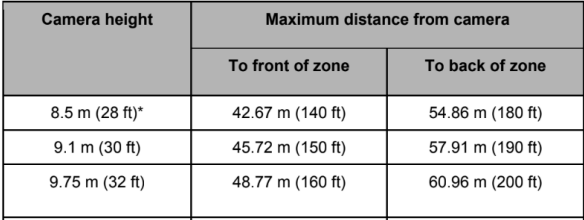 Camera height Maximum distance from camera
To front of zone To back of zone
8.5 m (28 ft)* 42.67 m (140 ft) 54.86 m (180 ft)
9.1 m (30 ft) 45.72 m (150 ft) 57.91 m (190 ft)
9.75 m (32 ft) 48.77 m (160 ft) 60.96 m (200 ft)